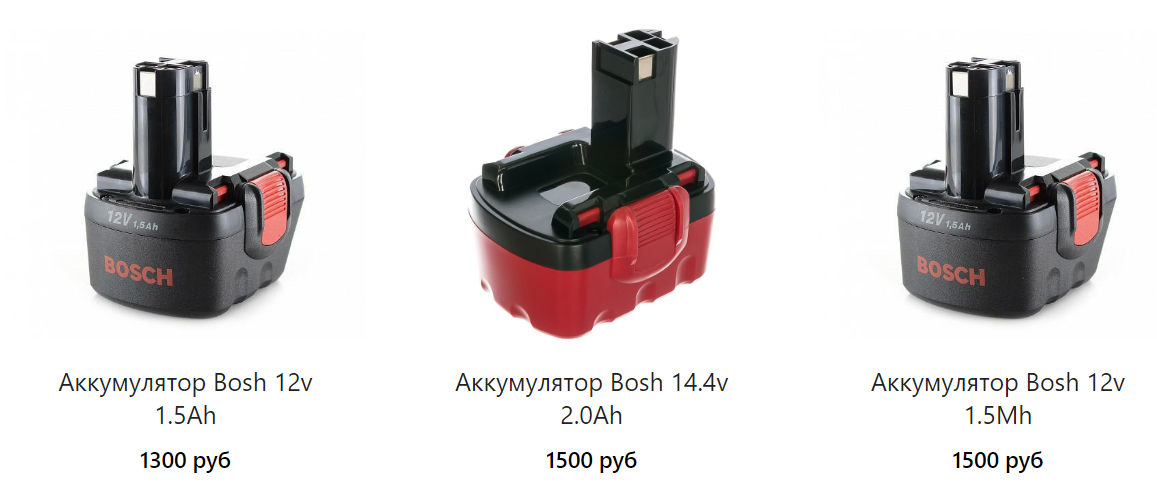 12V 1,5Ah
BOSCH
12V 1,5Ah
BOSCH
Аккумулятор Bosh 12v
1.5Ah
1300 руб
Аккумулятор Bosh 14.4v
2.0Ah
1500 руб
Аккумулятор Bosh 12v
1.5Mh
1500 руб